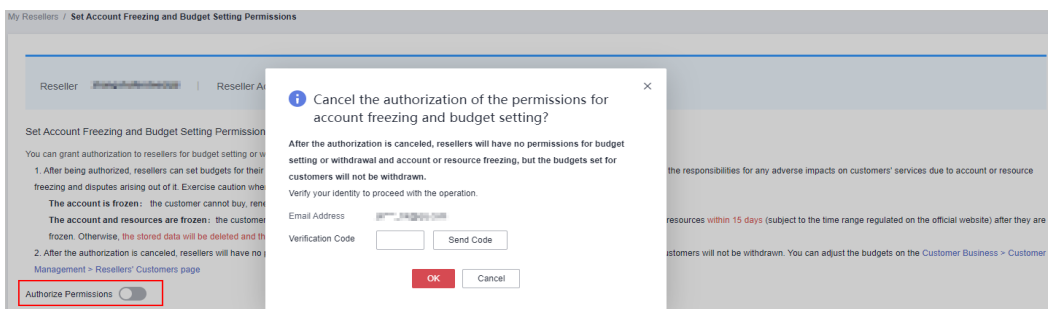 My Resellers / Set Account Freezing and Budget Setting Permissions
Reseller | Reseller
Set Account Freezing and Budget Setting
You can grant authorization to resellers for budget setting or
1. After being authorized, resellers can set budgets for their
the responsibilities for any adverse impacts on customers' services due to account or resource
freezing and disputes arising out of it. Exercise caution
The account is frozen: the customer cannot buy,
The account and resources are frozen: the
resources within 15 days (subject to the time range regulated on the official website) after they are
frozen. Otherwise, the stored data will be deleted and
2. After the authorization is canceled, resellers will have no
will not be withdrawn. You can adjust the budgets on the Customer Business > Customer
Management > Resellers' Customers page
Authorize Permissions
Cancel the authorization of the permissions for
account freezing and budget setting?
After the authorization is canceled, resellers will have no permissions for budget
setting or withdrawal and account or resource freezing, but the budgets set for
customers will not be withdrawn.
Verify your identity to proceed with the operation.
Email Address
Verification Code Send Code
OK Cancel